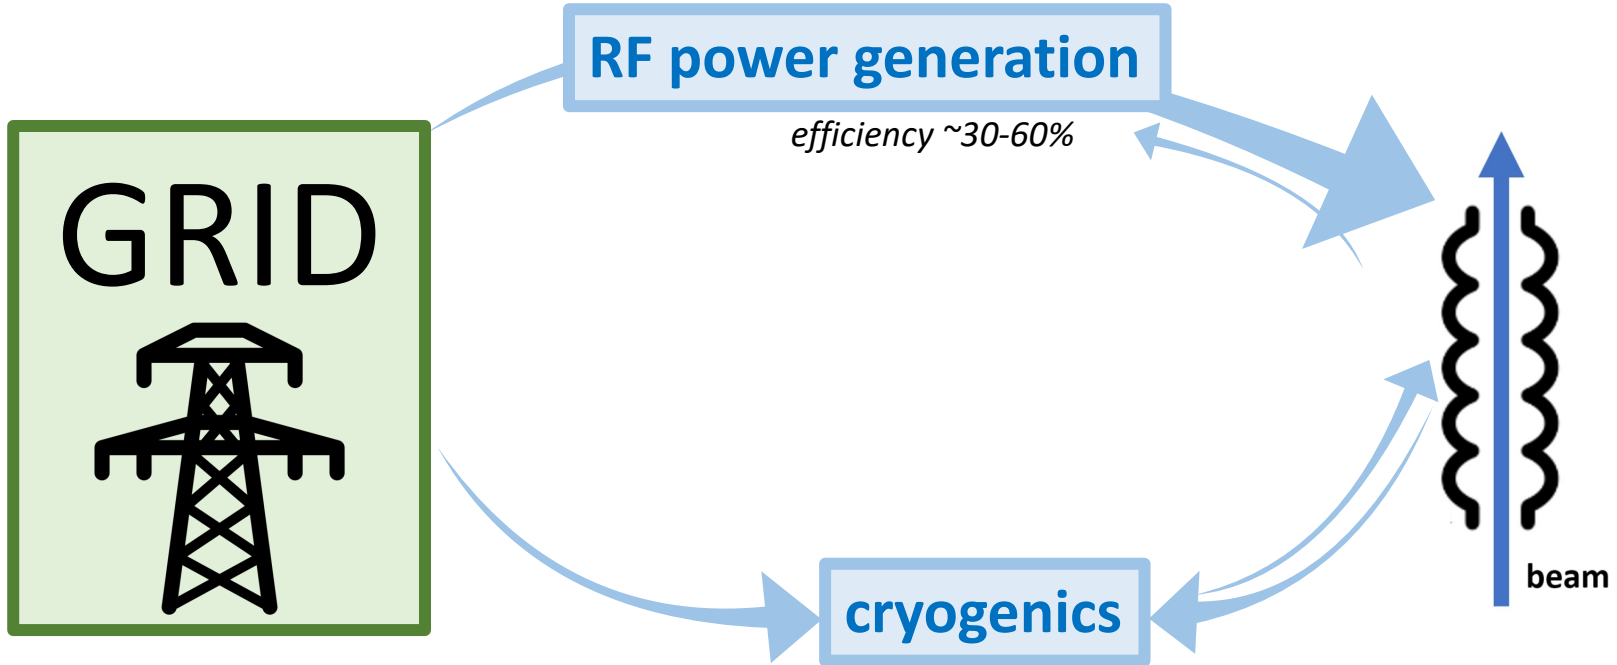 RF power generation
efficiency ~30-60%
GRID
beam
cryogenics